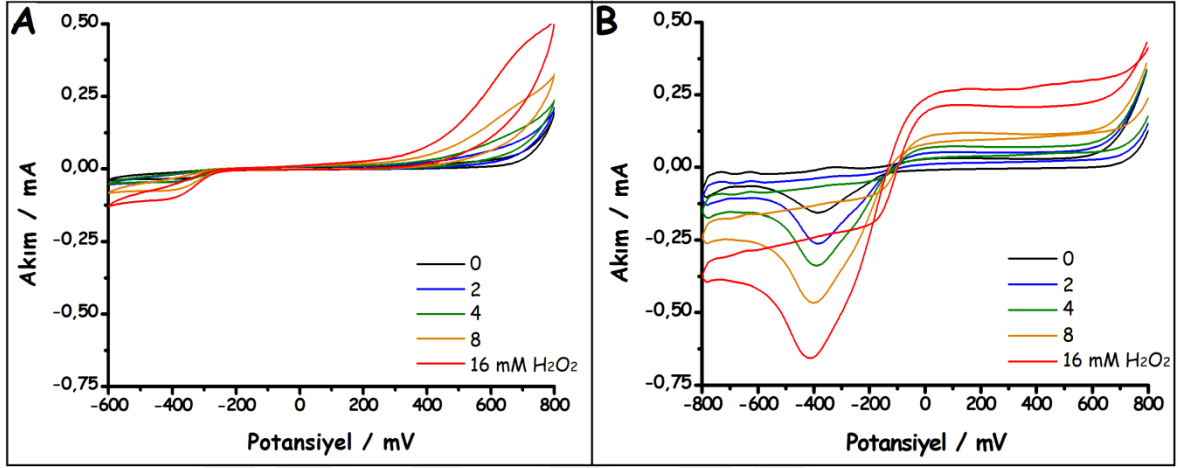 A
0,50
0,25
0,00
-0,25
-0,50
-0,75
Akım / mA
0
2
4
8
16 mM H₂O₂
-600 -400 -200 0 200 400 600 800
Potansiyel / mV
B
0,50
0,25
0,00
-0,25
-0,50
-0,75
Akım / mA
0
2
4
8
16 mM H₂O₂
-800 -600 -400 -200 0 200 400 600 800
Potansiyel / mV